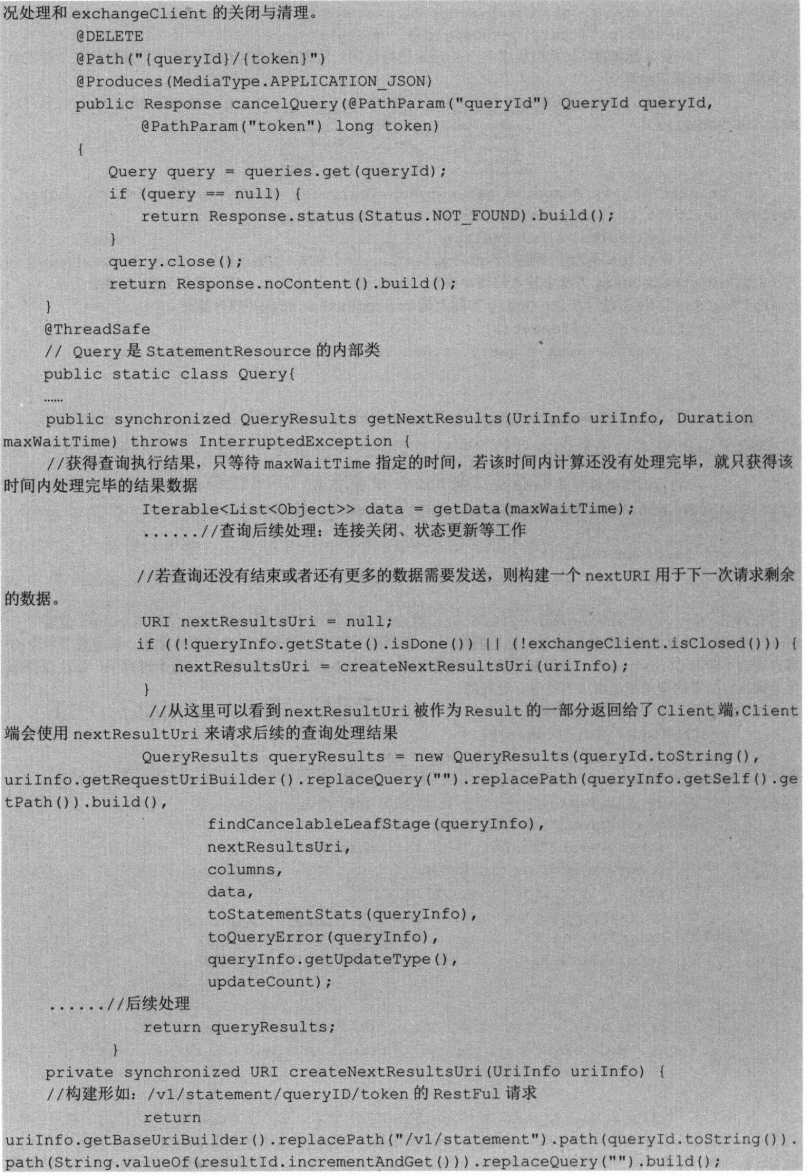 况处理和 exchangeClient 的关闭与清理。
@DELETE
@Path("{queryId}/{token}")
@Produces(MediaType.APPLICATION_JSON)
public Response cancelQuery(@PathParam("queryId") QueryId queryId,
@PathParam("token") long token)
{
Query query = queries.get(queryId);
if (query == null) {
return Response.status(Status.NOT_FOUND).build();
}
query.close();
return Response.noContent().build();
}
@ThreadSafe
// Query 是 StatementResource 的内部类
public static class Query{
……
public synchronized QueryResults getNextResults(UriInfo uriInfo, Duration
maxWaitTime) throws InterruptedException {
//获得查询执行结果，只等待 maxWaitTime 指定的时间，若该时间内计算还没有处理完毕，就只获得该
时间内处理完毕的结果数据
Iterable<List<Object>> data = getData(maxWaitTime);
......//查询后续处理：连接关闭、状态更新等工作
//若查询还没有结束或者还有更多的数据需要发送，则构建一个 nextURI 用于下一次请求剩余
的数据。
URI nextResultsUri = null;
if ((!queryInfo.getState().isDone()) || (!exchangeClient.isClosed())) {
nextResultsUri = createNextResultsUri(uriInfo);
}
//从这里可以看到 nextResultUri 被作为 Result 的一部分返回给了 Client 端,Client
端会使用 nextResultUri 来请求后续的查询处理结果
QueryResults queryResults = new QueryResults(queryId.toString(),
uriInfo.getRequestUriBuilder().replaceQuery("").replacePath(queryInfo.getSelf().ge
tPath()).build(),
findCancelableLeafStage(queryInfo),
nextResultsUri,
columns,
data,
toStatementStats(queryInfo),
toQueryError(queryInfo),
queryInfo.getUpdateType(),
updateCount);
......//后续处理
return queryResults;
}
private synchronized URI createNextResultsUri(UriInfo uriInfo) {
//构建形如：/v1/statement/queryID/token 的 RestFul 请求
return
uriInfo.getBaseUriBuilder().replacePath("/v1/statement").path(queryId.toString()).
path(String.valueOf(resultId.incrementAndGet())).replaceQuery("").build();